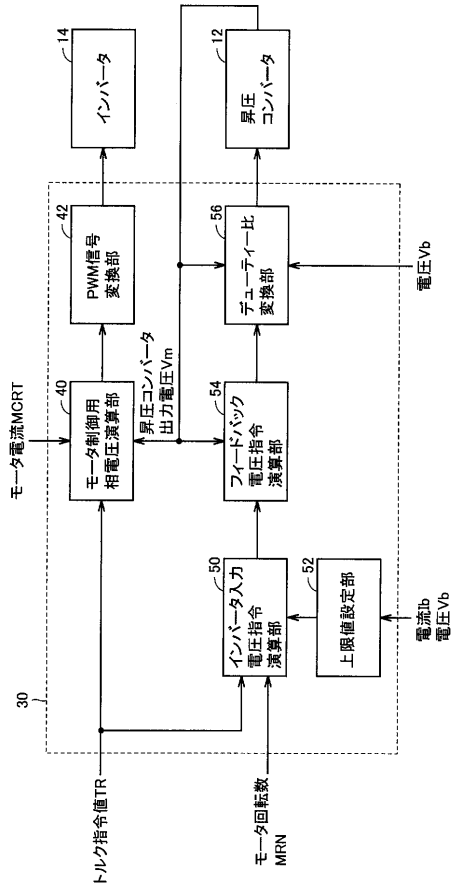 30
トルク指令値TR
モータ回転数
MRN
モータ電流MCRT
40
モータ制御用
相電圧演算部
42
PWM信号
変換部
14
インバータ
昇圧コンバータ
出力電圧Vm
50
インバータ入力
電圧指令
演算部
52
上限値設定部
電流Ib
電圧Vb
54
フィードバック
電圧指令
演算部
56
デューティー比
変換部
電圧Vb
12
昇圧
コンバータ